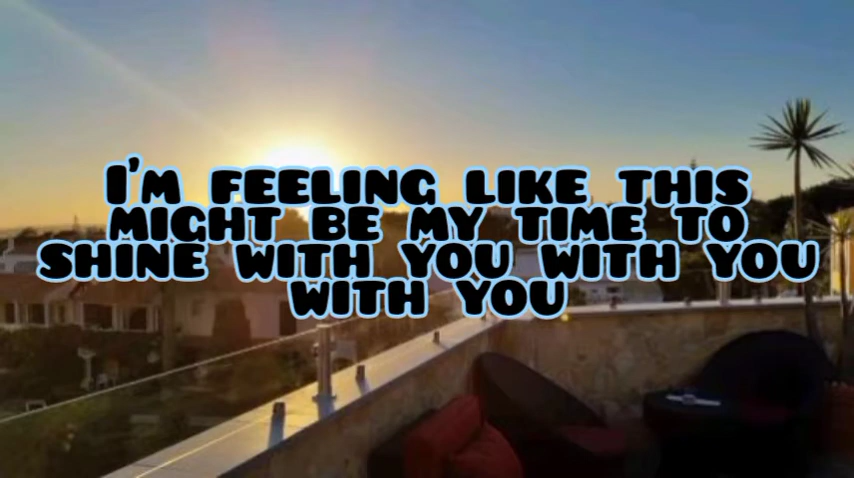 I'm feeling like this
might be my time to
shine with you with you
with you